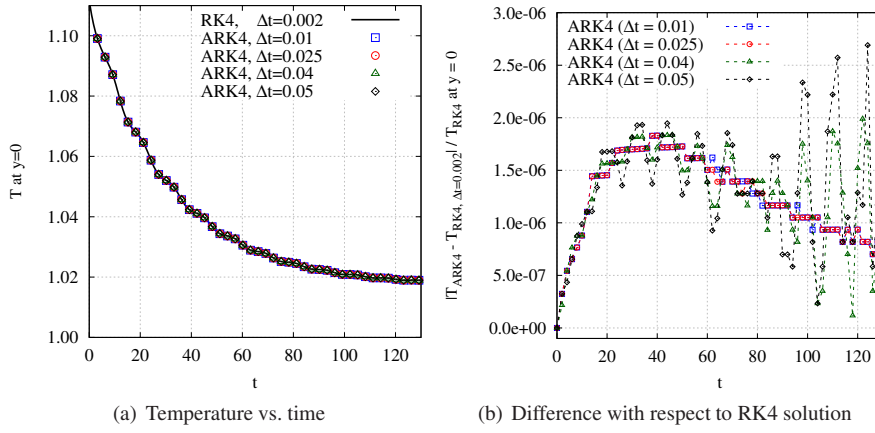 RK4, Δt=0.002
ARK4, Δt=0.01
ARK4, Δt=0.025
ARK4, Δt=0.04
ARK4, Δt=0.05
T at y=0
1.10
1.08
1.06
1.04
1.02
1.00
0 20 40 60 80 100 120
t
(a) Temperature vs. time
ARK4 (Δt = 0.01)
ARK4 (Δt = 0.025)
ARK4 (Δt = 0.04)
ARK4 (Δt = 0.05)
|T_ARK4 - T_RK4, Δt=0.002| / T_RK4 at y = 0
3.0e-06
2.5e-06
2.0e-06
1.5e-06
1.0e-06
5.0e-07
0.0e+00
0 20 40 60 80 100 120
t
(b) Difference with respect to RK4 solution